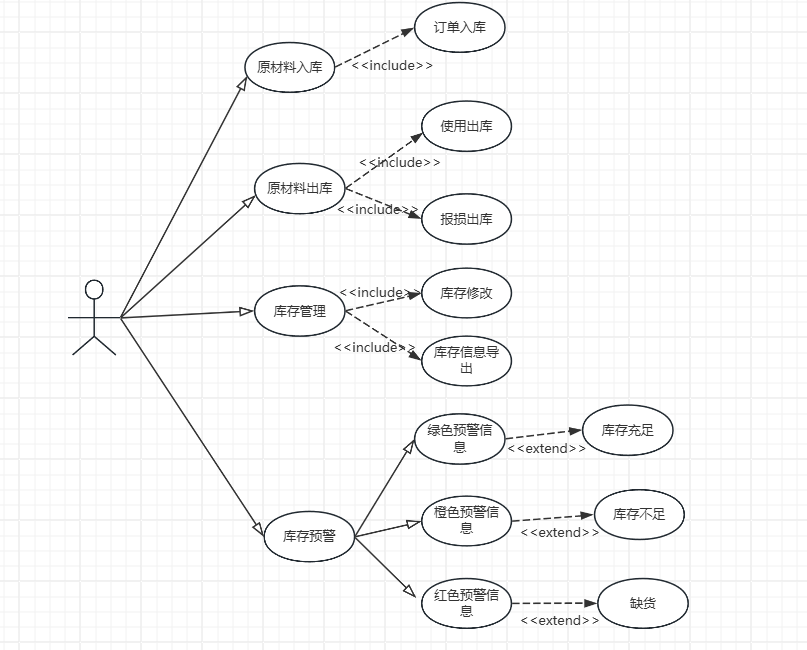 订单入库
原材料入库
<<include>>
使用出库
<<include>>
原材料出库
<<include>>
报损出库
<<include>>
库存修改
库存管理
<<include>>
库存信息导
出
绿色预警信
息
库存充足
<<extend>>
橙色预警信
息
库存不足
<<extend>>
库存预警
红色预警信
息
缺货
<<extend>>